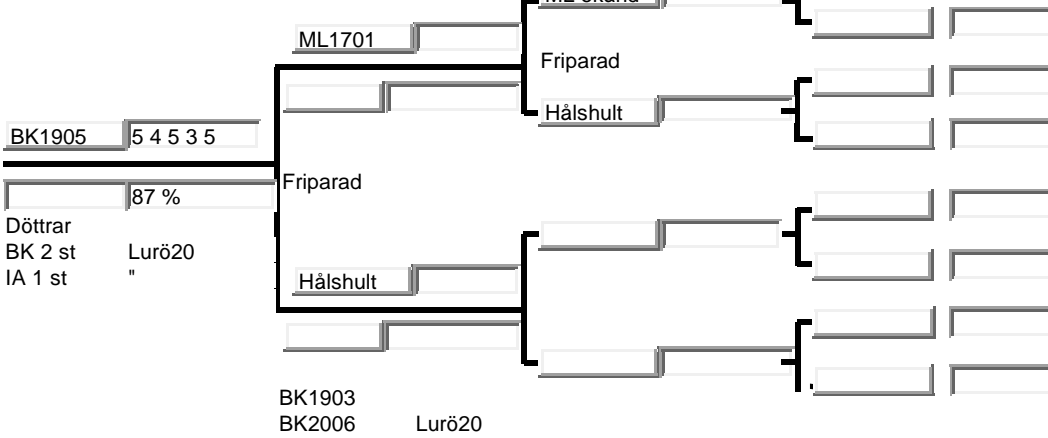 ML1701
Friparad
Hålshult
BK1905 5 4 5 3 5
Friparad
87 %
Döttrar
BK 2 st Lurö20
IA 1 st "
Hålshult
BK1903
BK2006 Lurö20